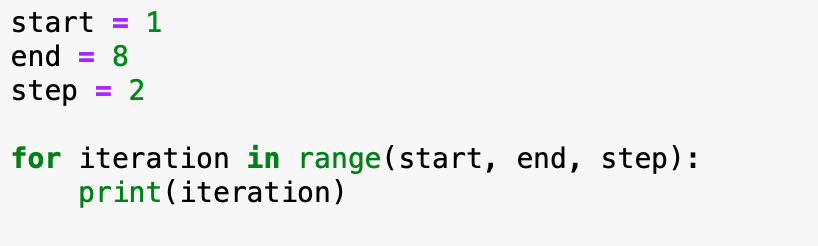 start = 1
end = 8
step = 2
for iteration in range(start, end, step):
    print(iteration)